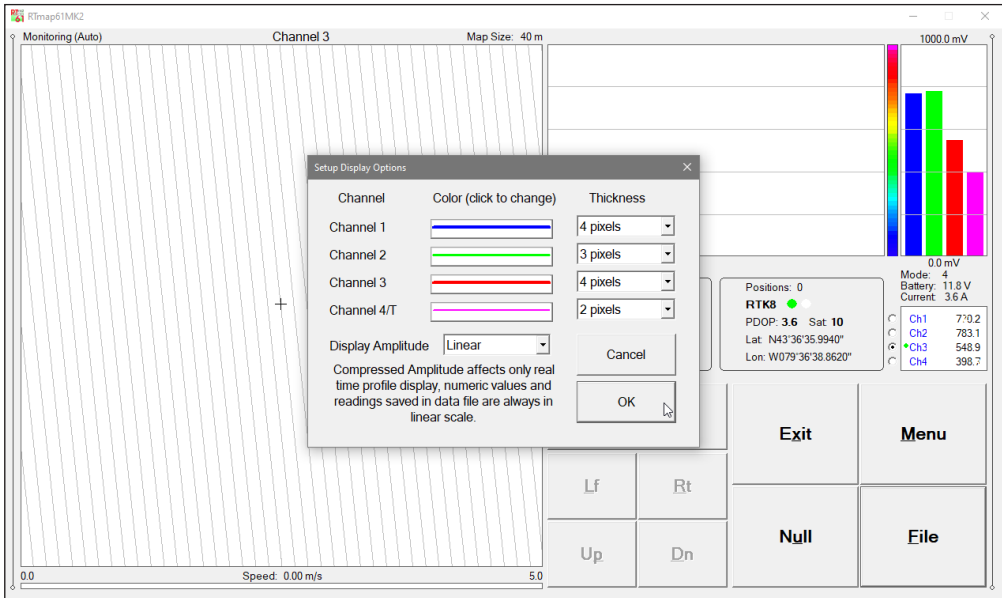 RTmap61MK2
Monitoring (Auto)
Channel 3
Map Size: 40 m
1000.0 mV
Setup Display Options
Channel
Color (click to change)
Thickness
Channel 1
4 pixels
Channel 2
3 pixels
Channel 3
4 pixels
Channel 4/T
2 pixels
Display Amplitude
Linear
Compressed Amplitude affects only real
time profile display, numeric values and
readings saved in data file are always in
linear scale.
Cancel
OK
0.0 mV
Mode: 4
Battery: 11.8 V
Current: 3.6 A
Positions: 0
RTK8
PDOP: 3.6 Sat: 10
Lat: N43°36'35.9940"
Lon: W079°36'38.8620"
Ch1
Ch2 783.1
Ch3 548.9
Ch4 398.7
Exit
Menu
Lf
Rt
Null
File
Up
Dn
0.0
Speed: 0.00 m/s
5.0